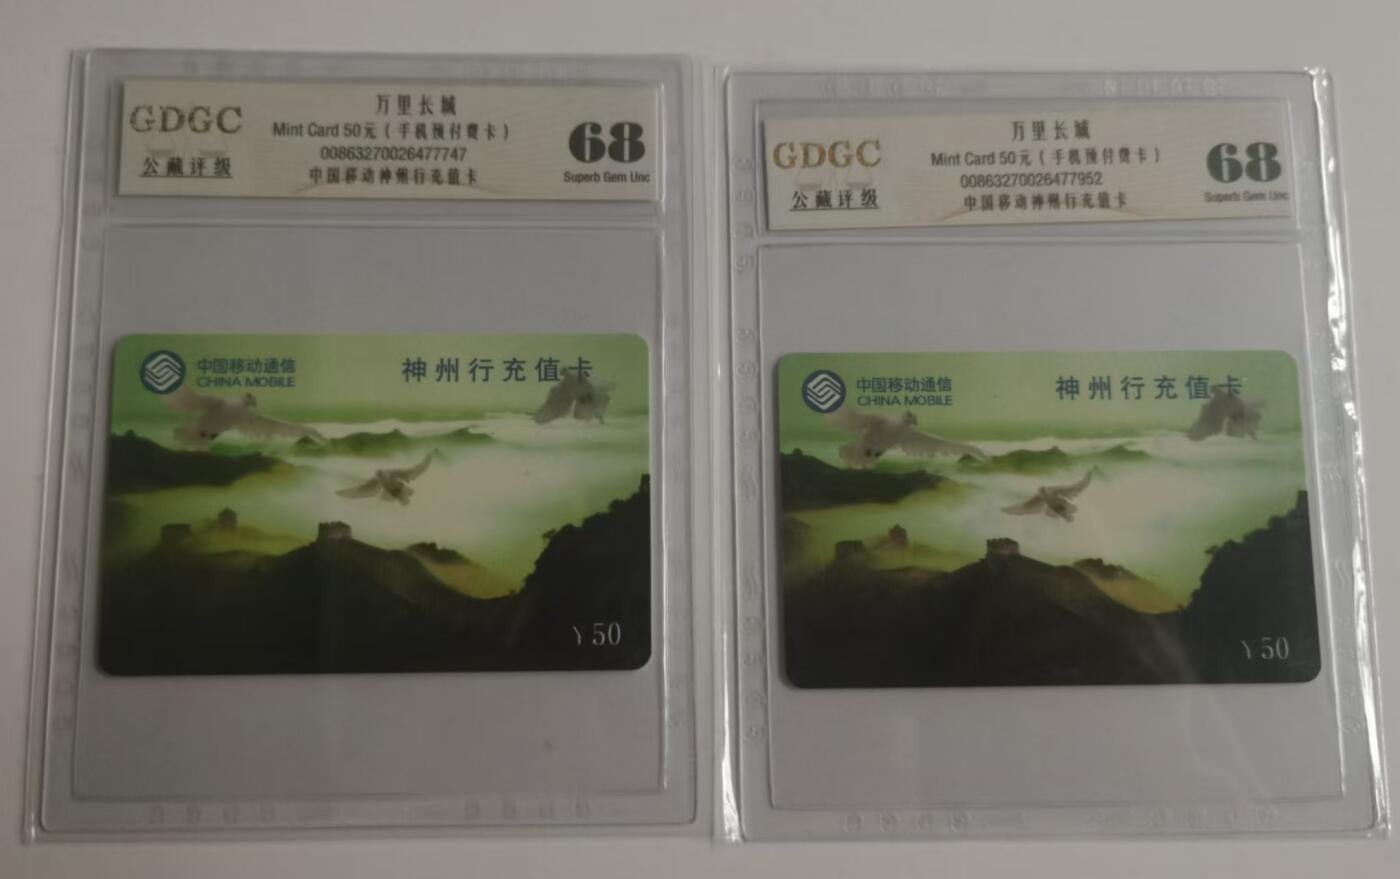 GDGC
公藏评级
万里长城
Mint Card 50元（手机预付费卡）
00863270026477747
中国移动神州行充值卡
68
Superb Gem Unc
中国移动通信
CHINA MOBILE
神州行充值卡
¥50
GDGC
公藏评级
万里长城
Mint Card 50元（手机预付费卡）
00863270026477952
中国移动神州行充值卡
68
Superb Gem Unc
中国移动通信
CHINA MOBILE
神州行充值卡
¥50